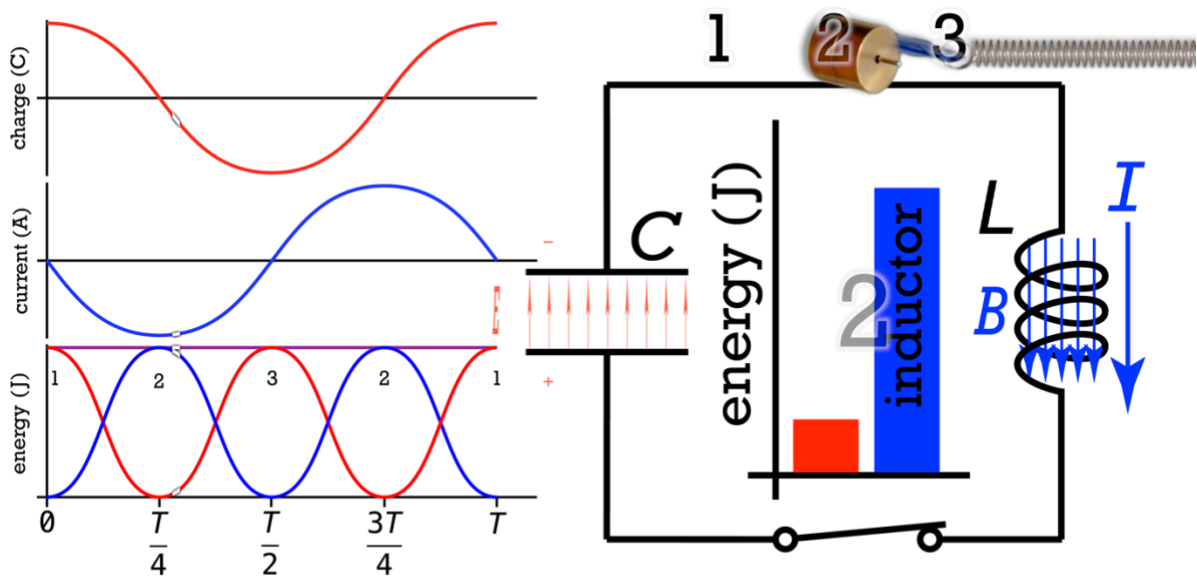 charge (C)
current (A)
energy (J)
1 2 3 2 1
0 T/4 T/2 3T/4 T
1 2 3
energy (J)
2
inductor
C
−
+
L
B
I